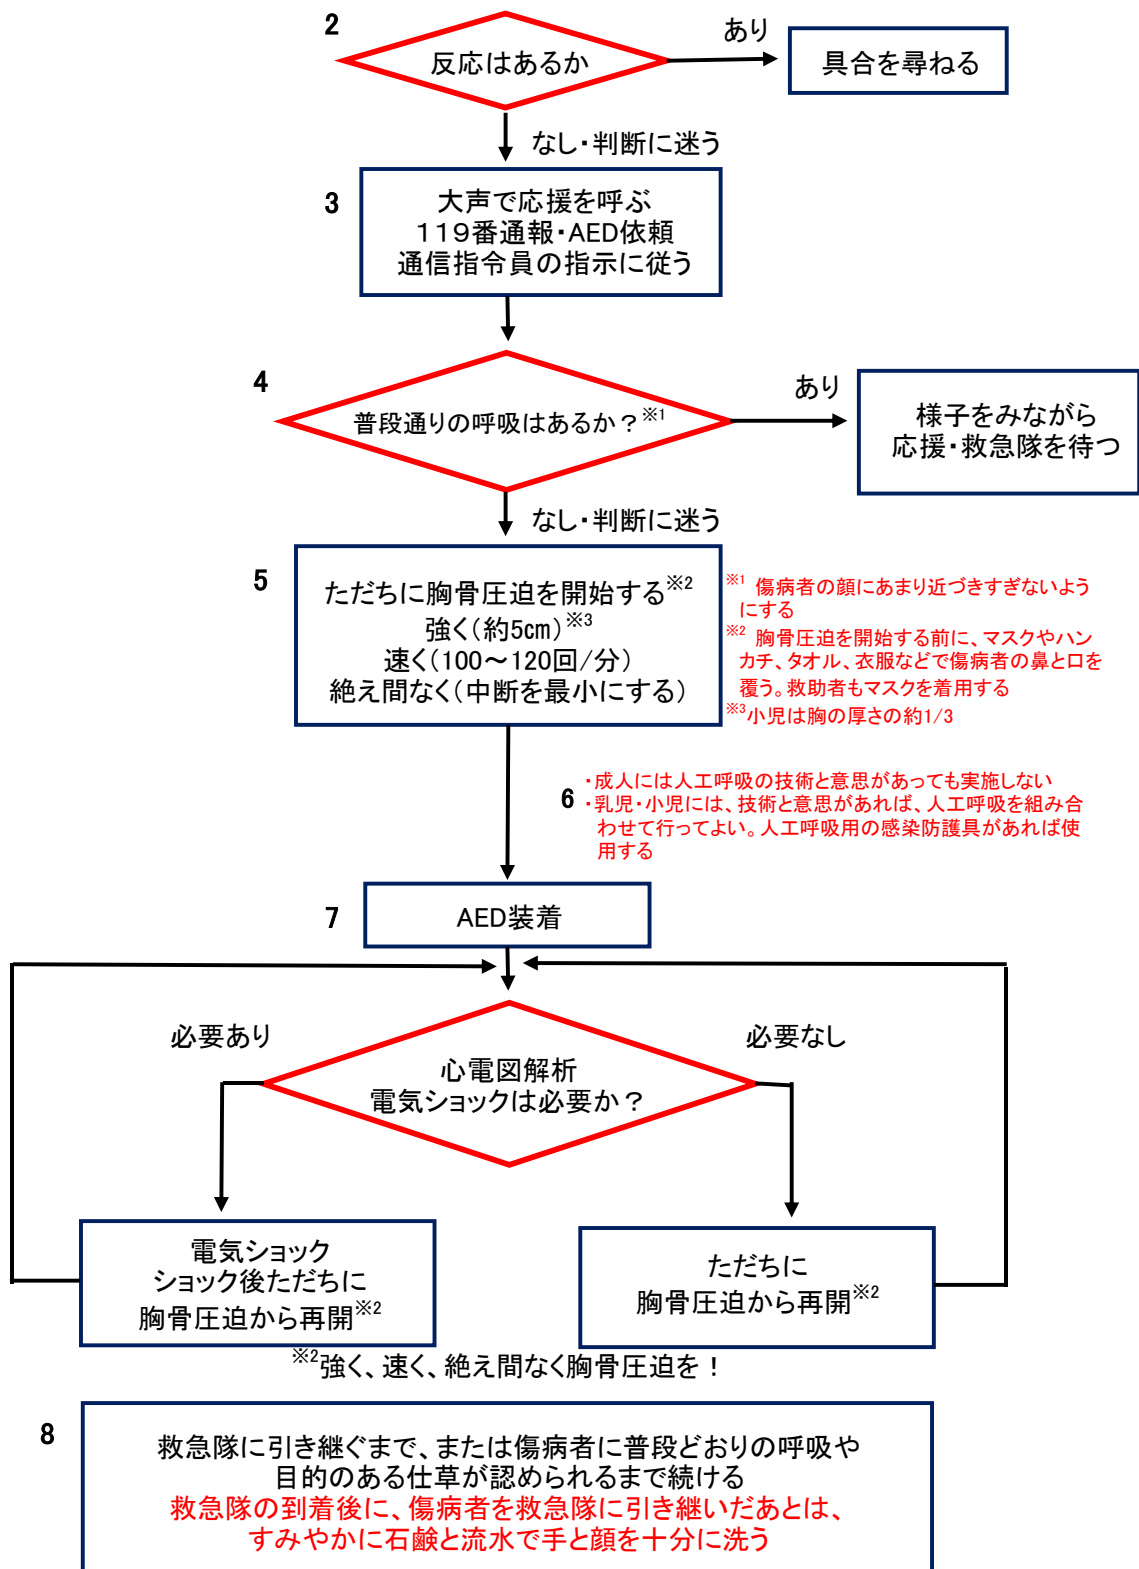 2
反応はあるか
あり
具合を尋ねる
なし・判断に迷う
3
大声で応援を呼ぶ
119番通報・AED依頼
通信指令員の指示に従う
4
普段通りの呼吸はあるか？※1
あり
様子をみながら
応援・救急隊を待つ
なし・判断に迷う
5
ただちに胸骨圧迫を開始する※2
強く（約5㎝）※3
速く（100～120回/分）
絶え間なく（中断を最小にする）
※1 傷病者の顔にあまり近づきすぎないよう
にする
※2 胸骨圧迫を開始する前に、マスクやハン
カチ、タオル、衣服などで傷病者の鼻と口を
覆う。救助者もマスクを着用する
※3小児は胸の厚さの約1/3
6
・成人には人工呼吸の技術と意思があっても実施しない
・乳児・小児には、技術と意思があれば、人工呼吸を組み合
わせて行ってよい。人工呼吸用の感染防護具があれば使
用する
7
AED装着
必要あり
必要なし
心電図解析
電気ショックは必要か？
電気ショック
ショック後ただちに
胸骨圧迫から再開※2
ただちに
胸骨圧迫から再開※2
※2強く、速く、絶え間なく胸骨圧迫を！
8
救急隊に引き継ぐまで、または傷病者に普段どおりの呼吸や
目的のある仕草が認められるまで続ける
救急隊の到着後に、傷病者を救急隊に引き継いだあとは、
すみやかに石鹸と流水で手と顔を十分に洗う